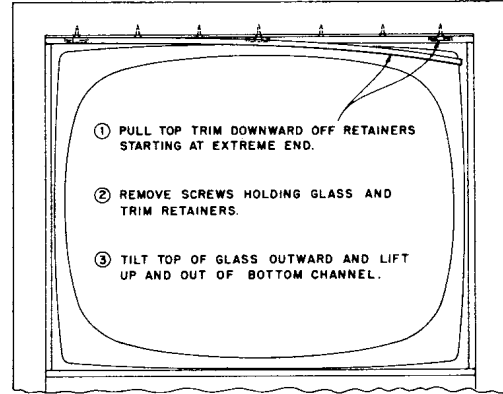 ① PULL TOP TRIM DOWNWARD OFF RETAINERS
STARTING AT EXTREME END.
② REMOVE SCREWS HOLDING GLASS AND
TRIM RETAINERS.
③ TILT TOP OF GLASS OUTWARD AND LIFT
UP AND OUT OF BOTTOM CHANNEL.